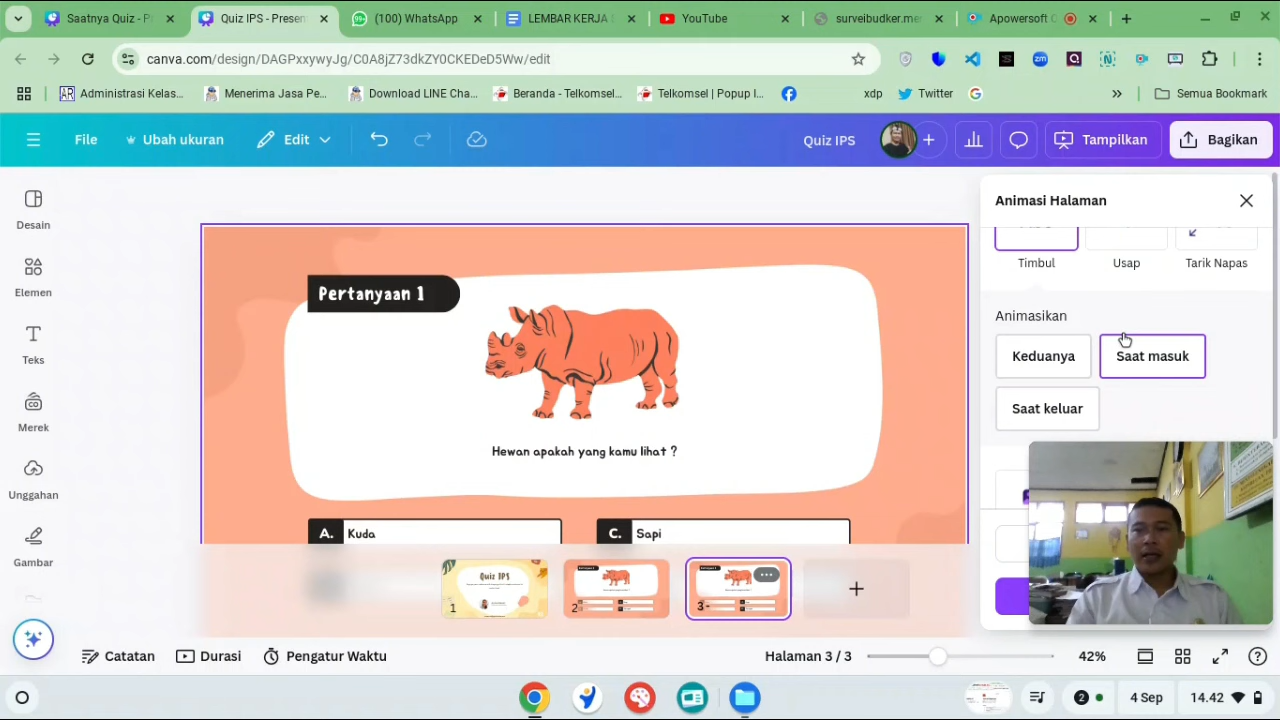 Saatnya Quiz - P
Quiz IPS - Presen
(100) WhatsApp
LEMBAR KERJA D
YouTube
surveibudker.me
Apowersoft
canva.com/design/DAGPxxywyJg/C0A8jZ73dkZY0CKEDeD5Ww/edit
Administrasi Kelas...
Menerima Jasa Pe...
Download LINE Cha...
Beranda - Telkomsel...
Telkomsel | Popup I...
xdp
Twitter
Semua Bookmark
File
Ubah ukuran
Edit
Quiz IPS
Tampilkan
Bagikan
Desain
Elemen
Teks
Merek
Unggahan
Gambar
Pertanyaan 1
Hewan apakah yang kamu lihat ?
A. Kuda
C. Sapi
Animasi Halaman
Timbul
Usap
Tarik Napas
Animasikan
Keduanya
Saat masuk
Saat keluar
Quiz IPS
1
2
3
Catatan
Durasi
Pengatur Waktu
Halaman 3 / 3
42%
2
4 Sep
14.42